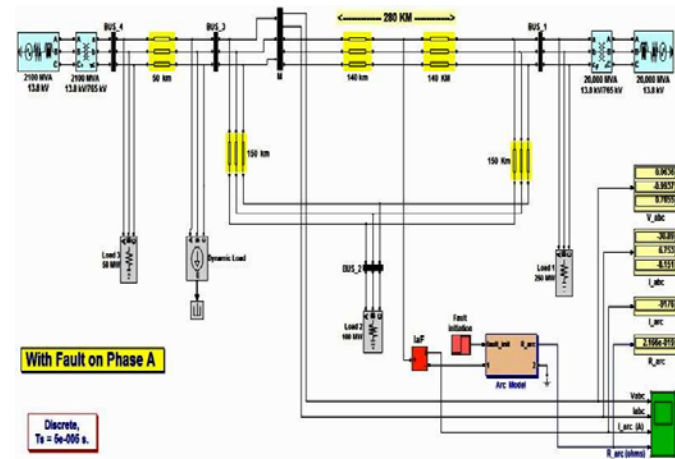 <---------- 280 KM ---------->
BUS_4
BUS_3
BUS_1
M
2100 MVA
13.8 kV
2100 MVA
13.8 kV/765 kV
50 km
140 km
140 KM
20,000 MVA
13.8 kV/765 kV
20,000 MVA
13.8 kV
150 km
150 Km
V_abc
Load 3
50 MW
Dynamic Load
BUS_2
Load 1
250 MW
I_abc
Load 2
100 MW
Fault
initiation
IaF
R_arc
1
2
Arc Model
I_arc
R_arc
With Fault on Phase A
Discrete,
Ts = 5e-005 s.
Vabc
Iabc
I_arc (A)
R_arc (ohms)